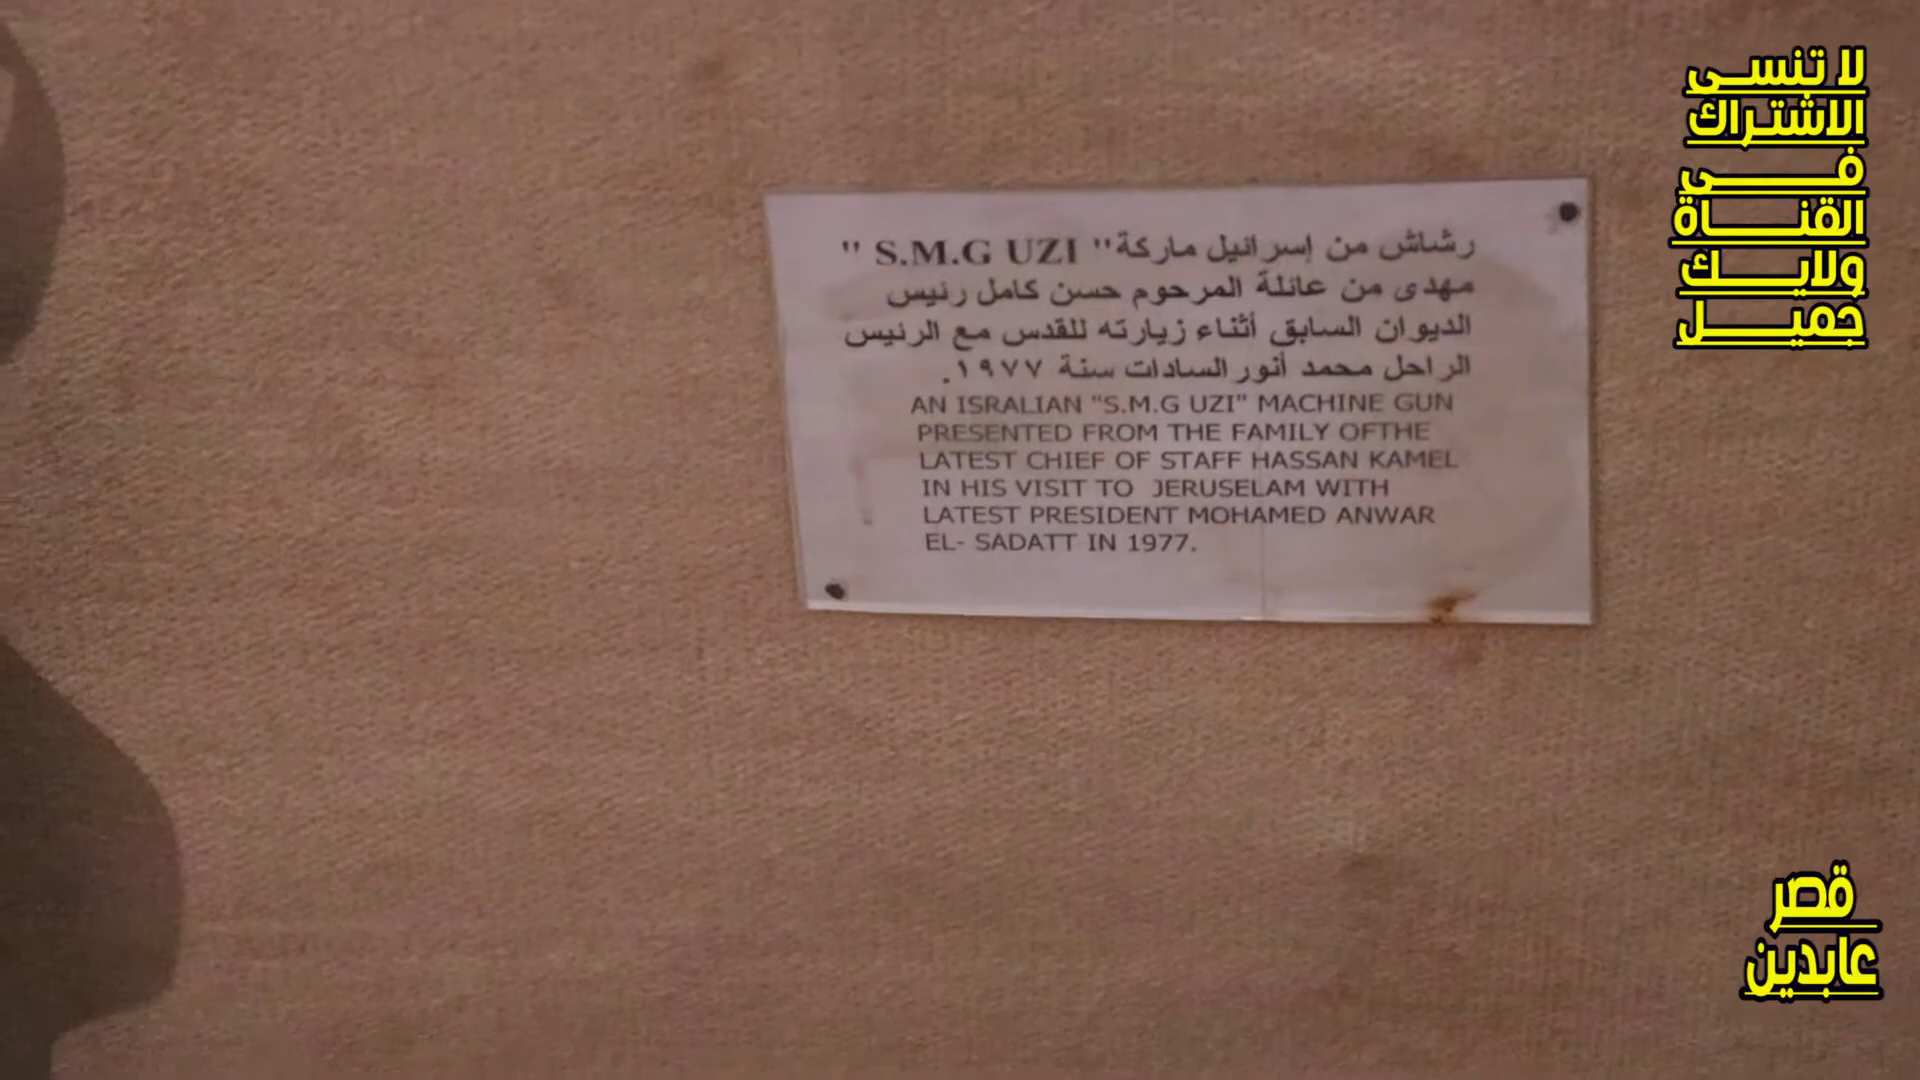 رشاش من إسرائيل ماركة " S.M.G UZI "
مهدى من عائلة المرحوم حسن كامل رئيس
الديوان السابق أثناء زيارته للقدس مع الرئيس
الراحل محمد أنور السادات سنة ١٩٧٧.
AN ISRALIAN "S.M.G UZI" MACHINE GUN
PRESENTED FROM THE FAMILY OFTHE
LATEST CHIEF OF STAFF HASSAN KAMEL
IN HIS VISIT TO JERUSELAM WITH
LATEST PRESIDENT MOHAMED ANWAR
EL- SADATT IN 1977.
لا تنسى
الاشتراك
فى
القناة
ولايك
جميل
قصر
عابدين